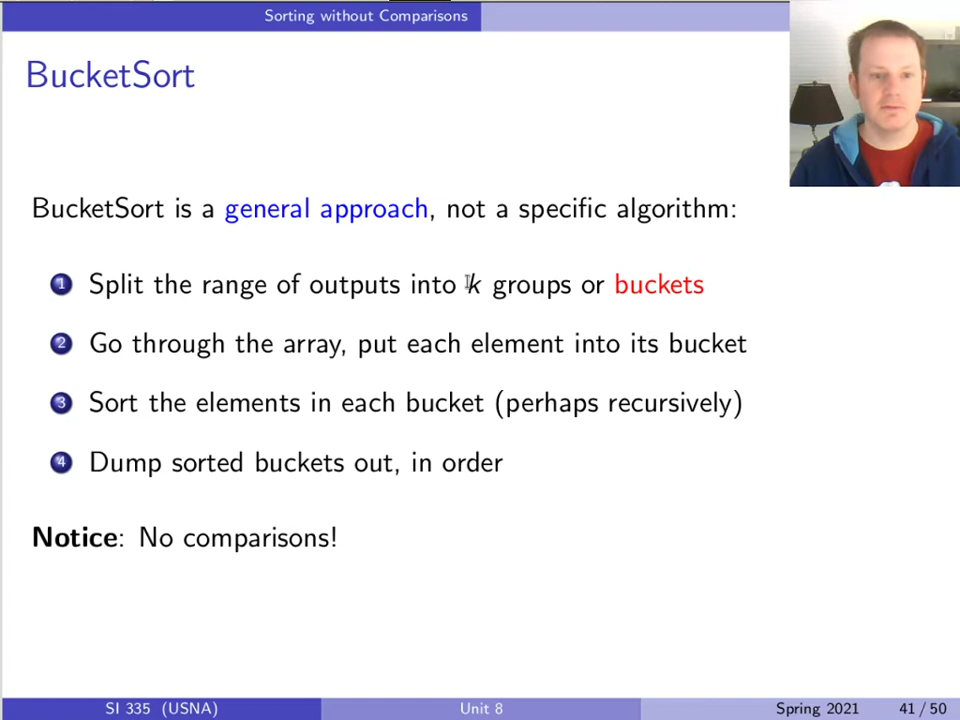 Sorting without Comparisons
BucketSort
BucketSort is a general approach, not a specific algorithm:
1 Split the range of outputs into k groups or buckets
2 Go through the array, put each element into its bucket
3 Sort the elements in each bucket (perhaps recursively)
4 Dump sorted buckets out, in order
Notice: No comparisons!
SI 335 (USNA) Unit 8 Spring 2021 41 / 50